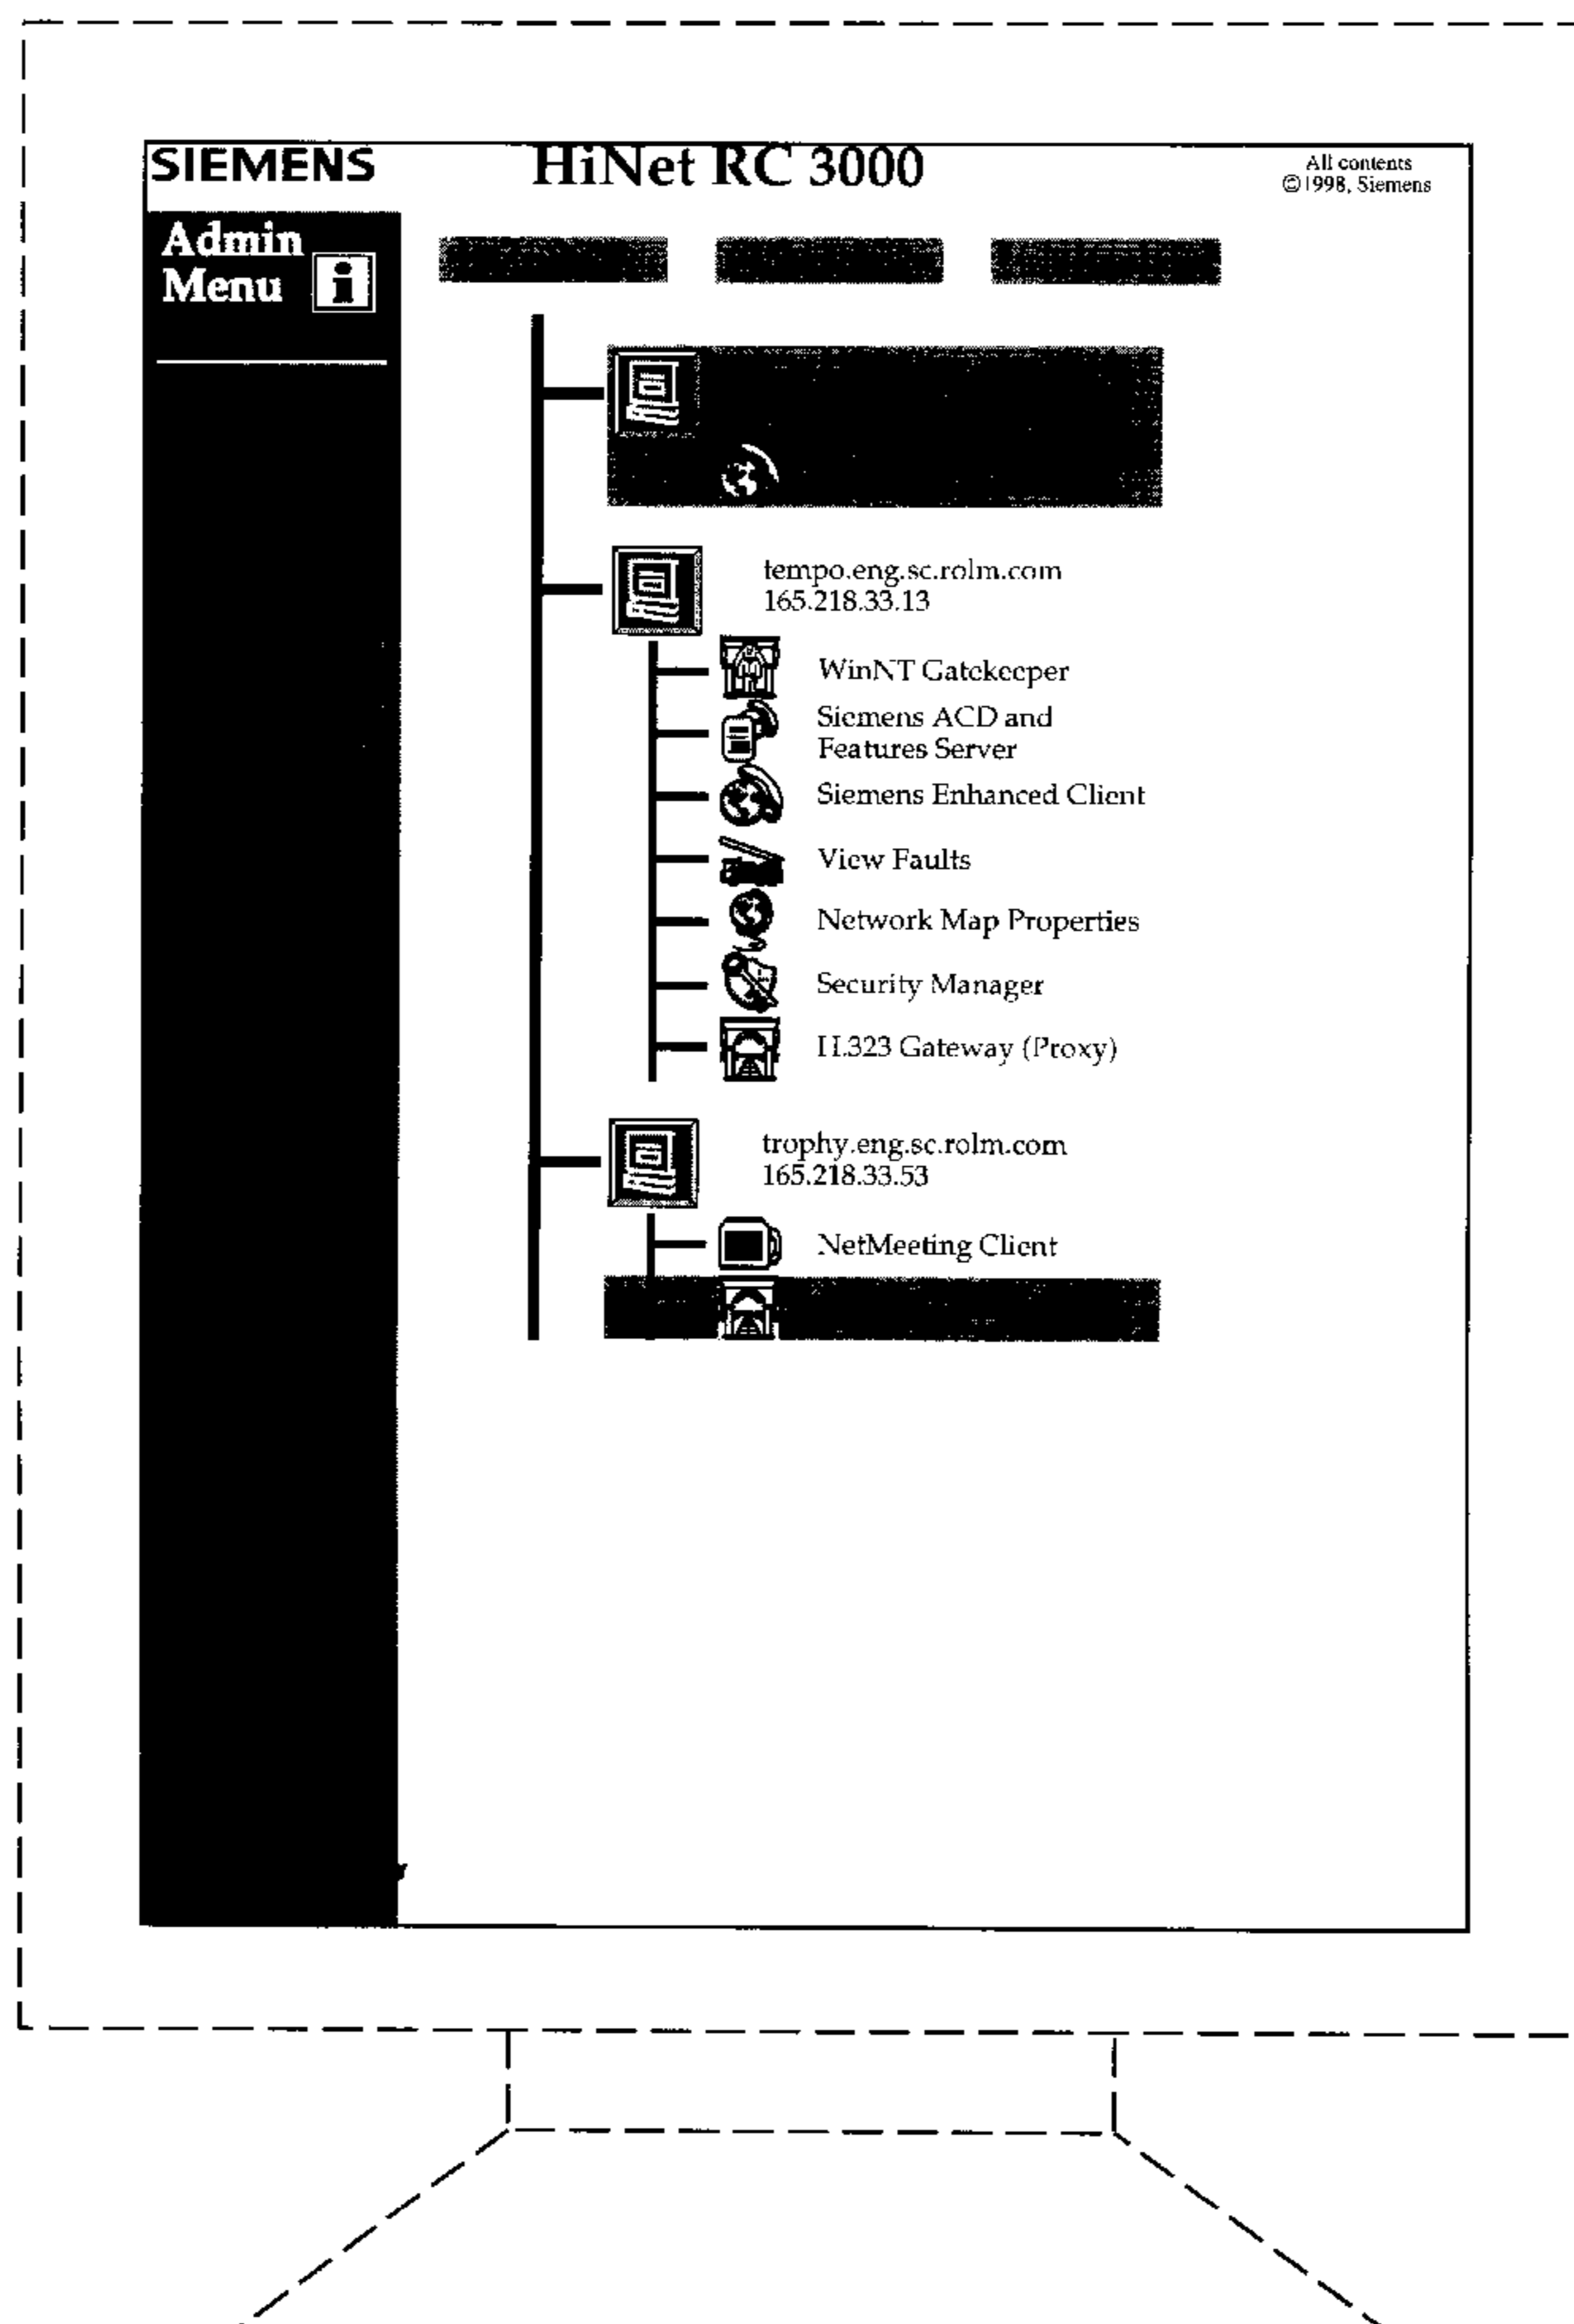 SIEMENS
HiNet RC 3000
All contents
©1998, Siemens
Admin
Menu
i
tempo.eng.sc.rolm.com
165.218.33.13
WinNT Gatekeeper
Siemens ACD and
Features Server
Siemens Enhanced Client
View Faults
Network Map Properties
Security Manager
H.323 Gateway (Proxy)
trophy.eng.sc.rolm.com
165.218.33.53
NetMeeting Client